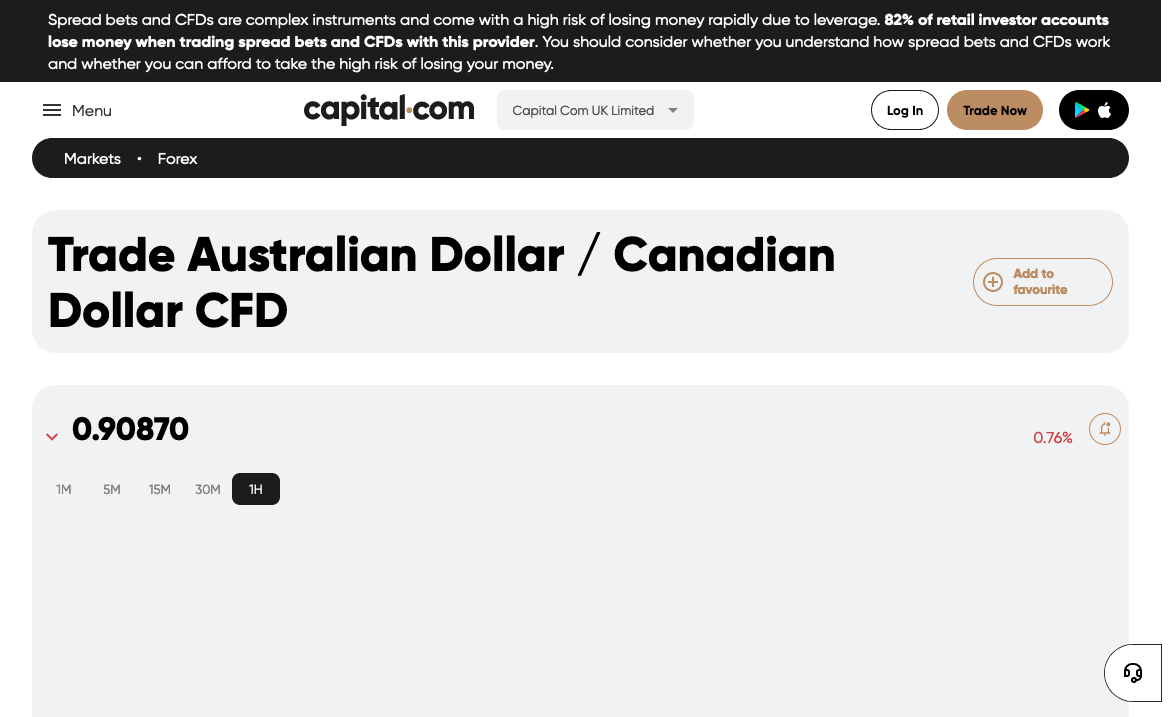 Spread bets and CFDs are complex instruments and come with a high risk of losing money rapidly due to leverage. 82% of retail investor accounts
lose money when trading spread bets and CFDs with this provider. You should consider whether you understand how spread bets and CFDs work
and whether you can afford to take the high risk of losing your money.
Menu
capital.com
Capital Com UK Limited
Log In
Trade Now
Markets • Forex
Trade Australian Dollar / Canadian
Dollar CFD
Add to
favourite
0.90870
0.76%
1M 5M 15M 30M 1H